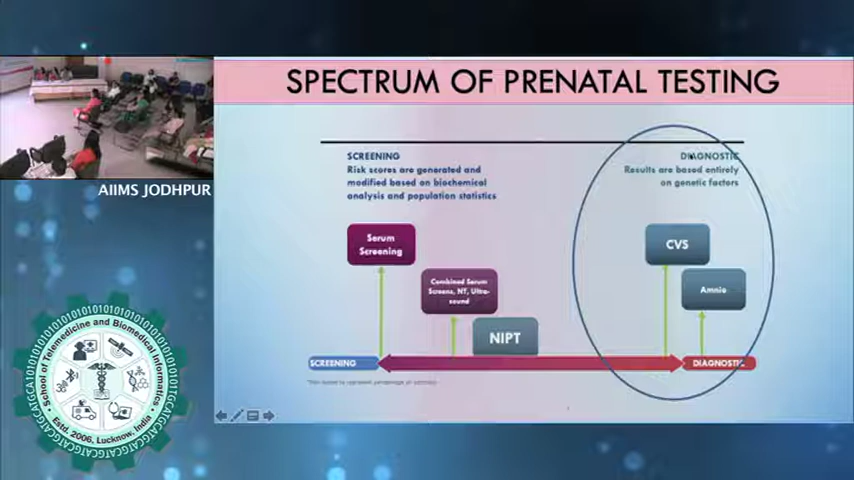 SPECTRUM OF PRENATAL TESTING
AIIMS JODHPUR
SCREENING
Risk scores are generated and
modified based on biochemical
analysis and population statistics
DIAGNOSTIC
Results are based entirely
on genetic factors
Serum
Screening
Combined Serum
Screens, NT, Ultra-
sound
NIPT
CVS
Amnio
SCREENING
DIAGNOSTIC
School of Telemedicine and Biomedical Informatics
Estd. 2006, Lucknow, India